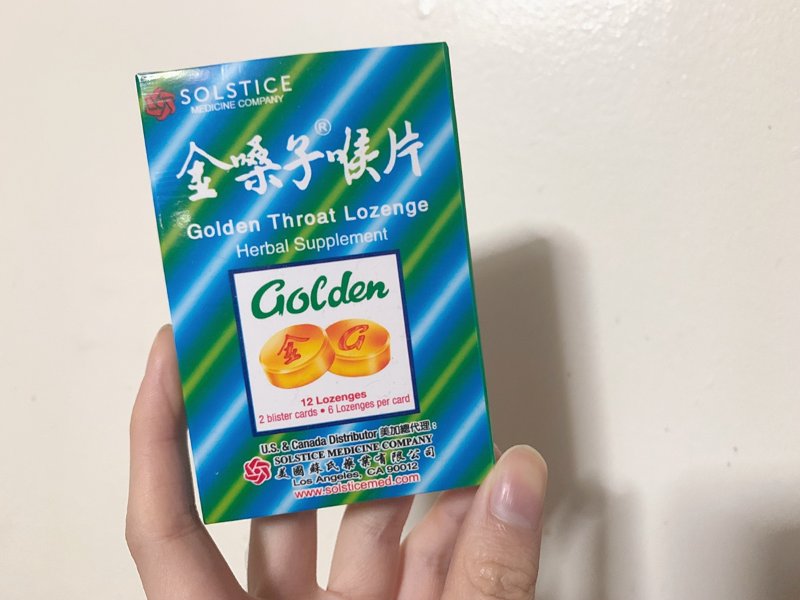 SOLSTICE
MEDICINE COMPANY
金嗓子喉片®
Golden Throat Lozenge
Herbal Supplement
Golden
金 G
12 Lozenges
2 blister cards • 6 Lozenges per card
U.S. & Canada Distributor 美加總代理:
SOLSTICE MEDICINE COMPANY
美國蘇氏藥業有限公司
Los Angeles, CA 90012
www.solsticemed.com